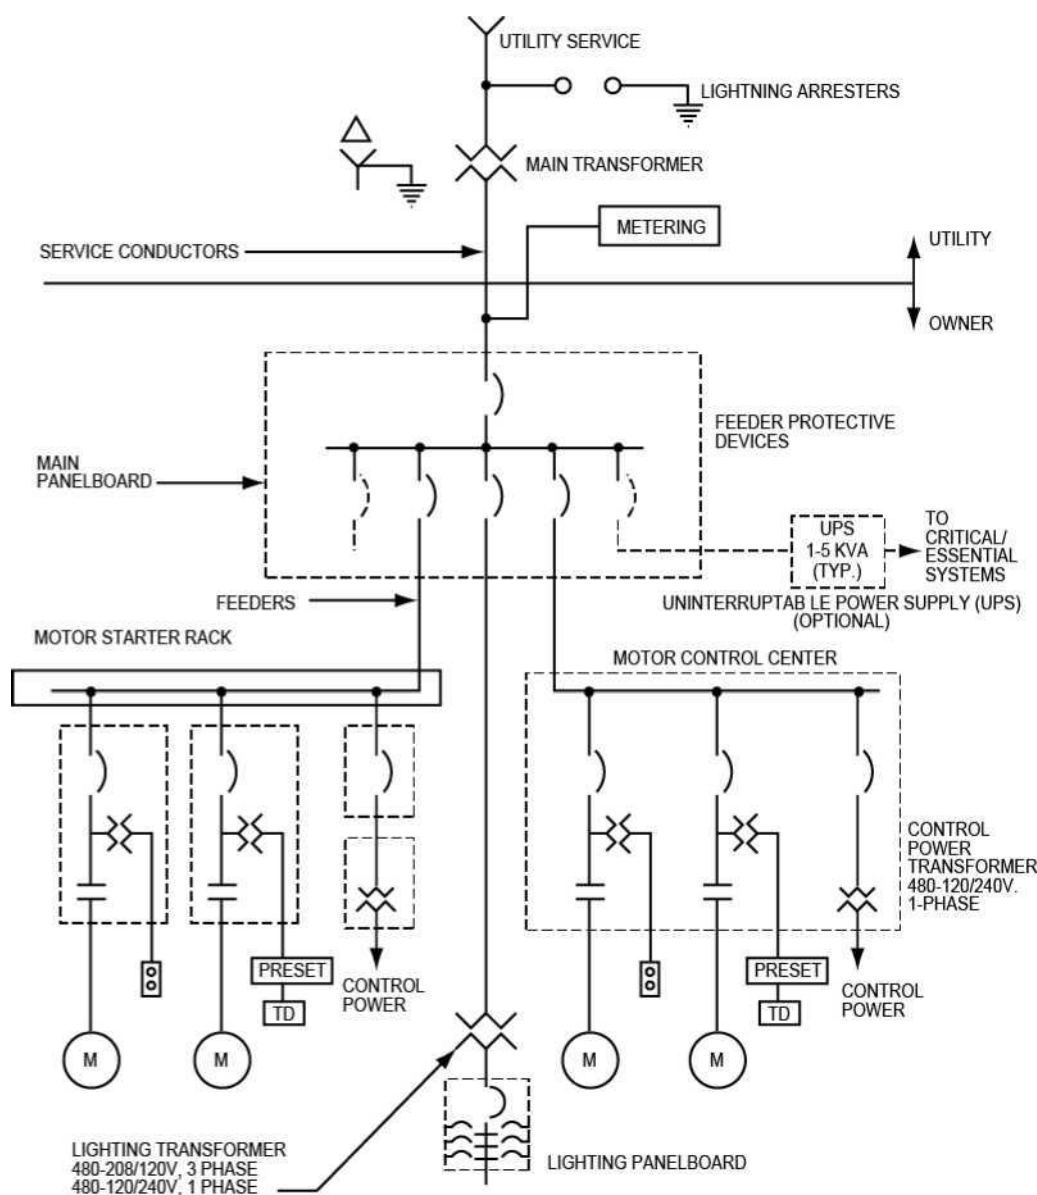 UTILITY SERVICE
LIGHTNING ARRESTERS
MAIN TRANSFORMER
METERING
SERVICE CONDUCTORS
UTILITY
OWNER
FEEDER PROTECTIVE
DEVICES
MAIN
PANELBOARD
UPS
1-5 KVA
(TYP.)
TO
CRITICAL/
ESSENTIAL
SYSTEMS
FEEDERS
UNINTERRUPTAB LE POWER SUPPLY (UPS)
(OPTIONAL)
MOTOR STARTER RACK
MOTOR CONTROL CENTER
CONTROL
POWER
TRANSFORMER
480-120/240V.
1-PHASE
PRESET
TD
CONTROL
POWER
PRESET
TD
CONTROL
POWER
M
M
M
M
LIGHTING TRANSFORMER
480-208/120V, 3 PHASE
480-120/240V, 1 PHASE
LIGHTING PANELBOARD